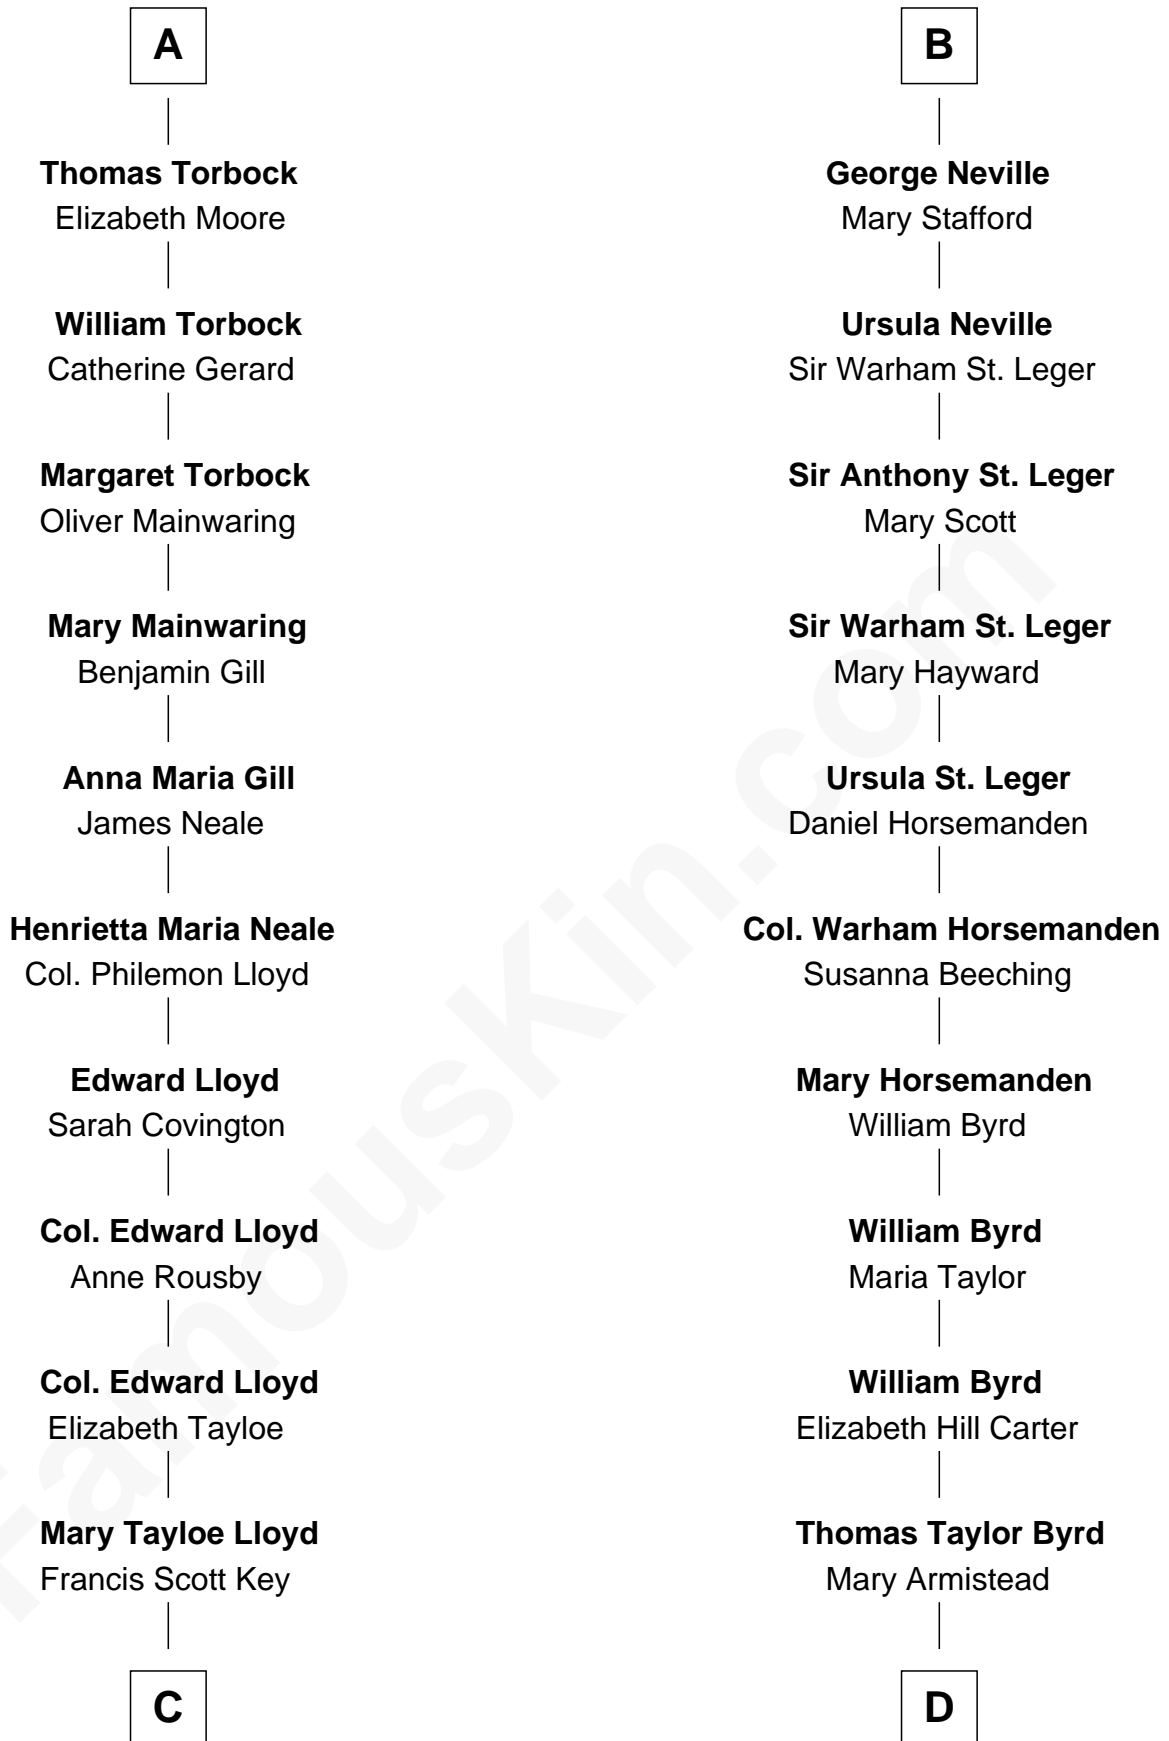 A
Thomas Torbock
Elizabeth Moore
William Torbock
Catherine Gerard
Margaret Torbock
Oliver Mainwaring
Mary Mainwaring
Benjamin Gill
Anna Maria Gill
James Neale
Henrietta Maria Neale
Col. Philemon Lloyd
Edward Lloyd
Sarah Covington
Col. Edward Lloyd
Anne Rousby
Col. Edward Lloyd
Elizabeth Tayloe
Mary Tayloe Lloyd
Francis Scott Key
C
B
George Neville
Mary Stafford
Ursula Neville
Sir Warham St. Leger
Sir Anthony St. Leger
Mary Scott
Sir Warham St. Leger
Mary Hayward
Ursula St. Leger
Daniel Horsemanden
Col. Warham Horsemanden
Susanna Beeching
Mary Horsemanden
William Byrd
William Byrd
Maria Taylor
William Byrd
Elizabeth Hill Carter
Thomas Taylor Byrd
Mary Armistead
D
FamousKin.com